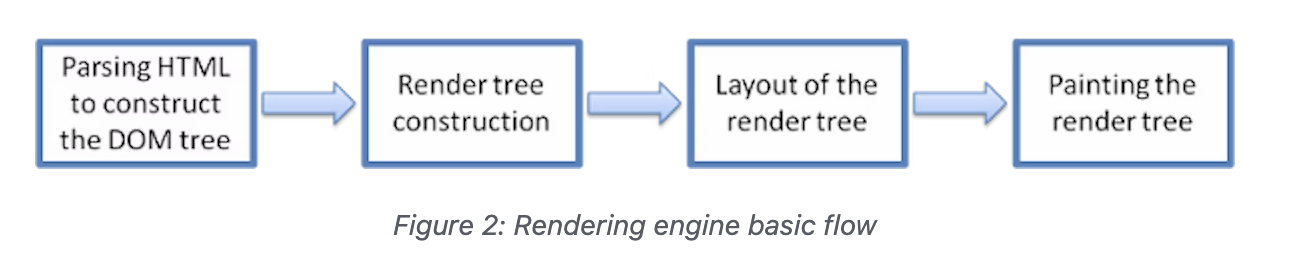 Parsing HTML
to construct
the DOM tree
Render tree
construction
Layout of the
render tree
Painting the
render tree
Figure 2: Rendering engine basic flow